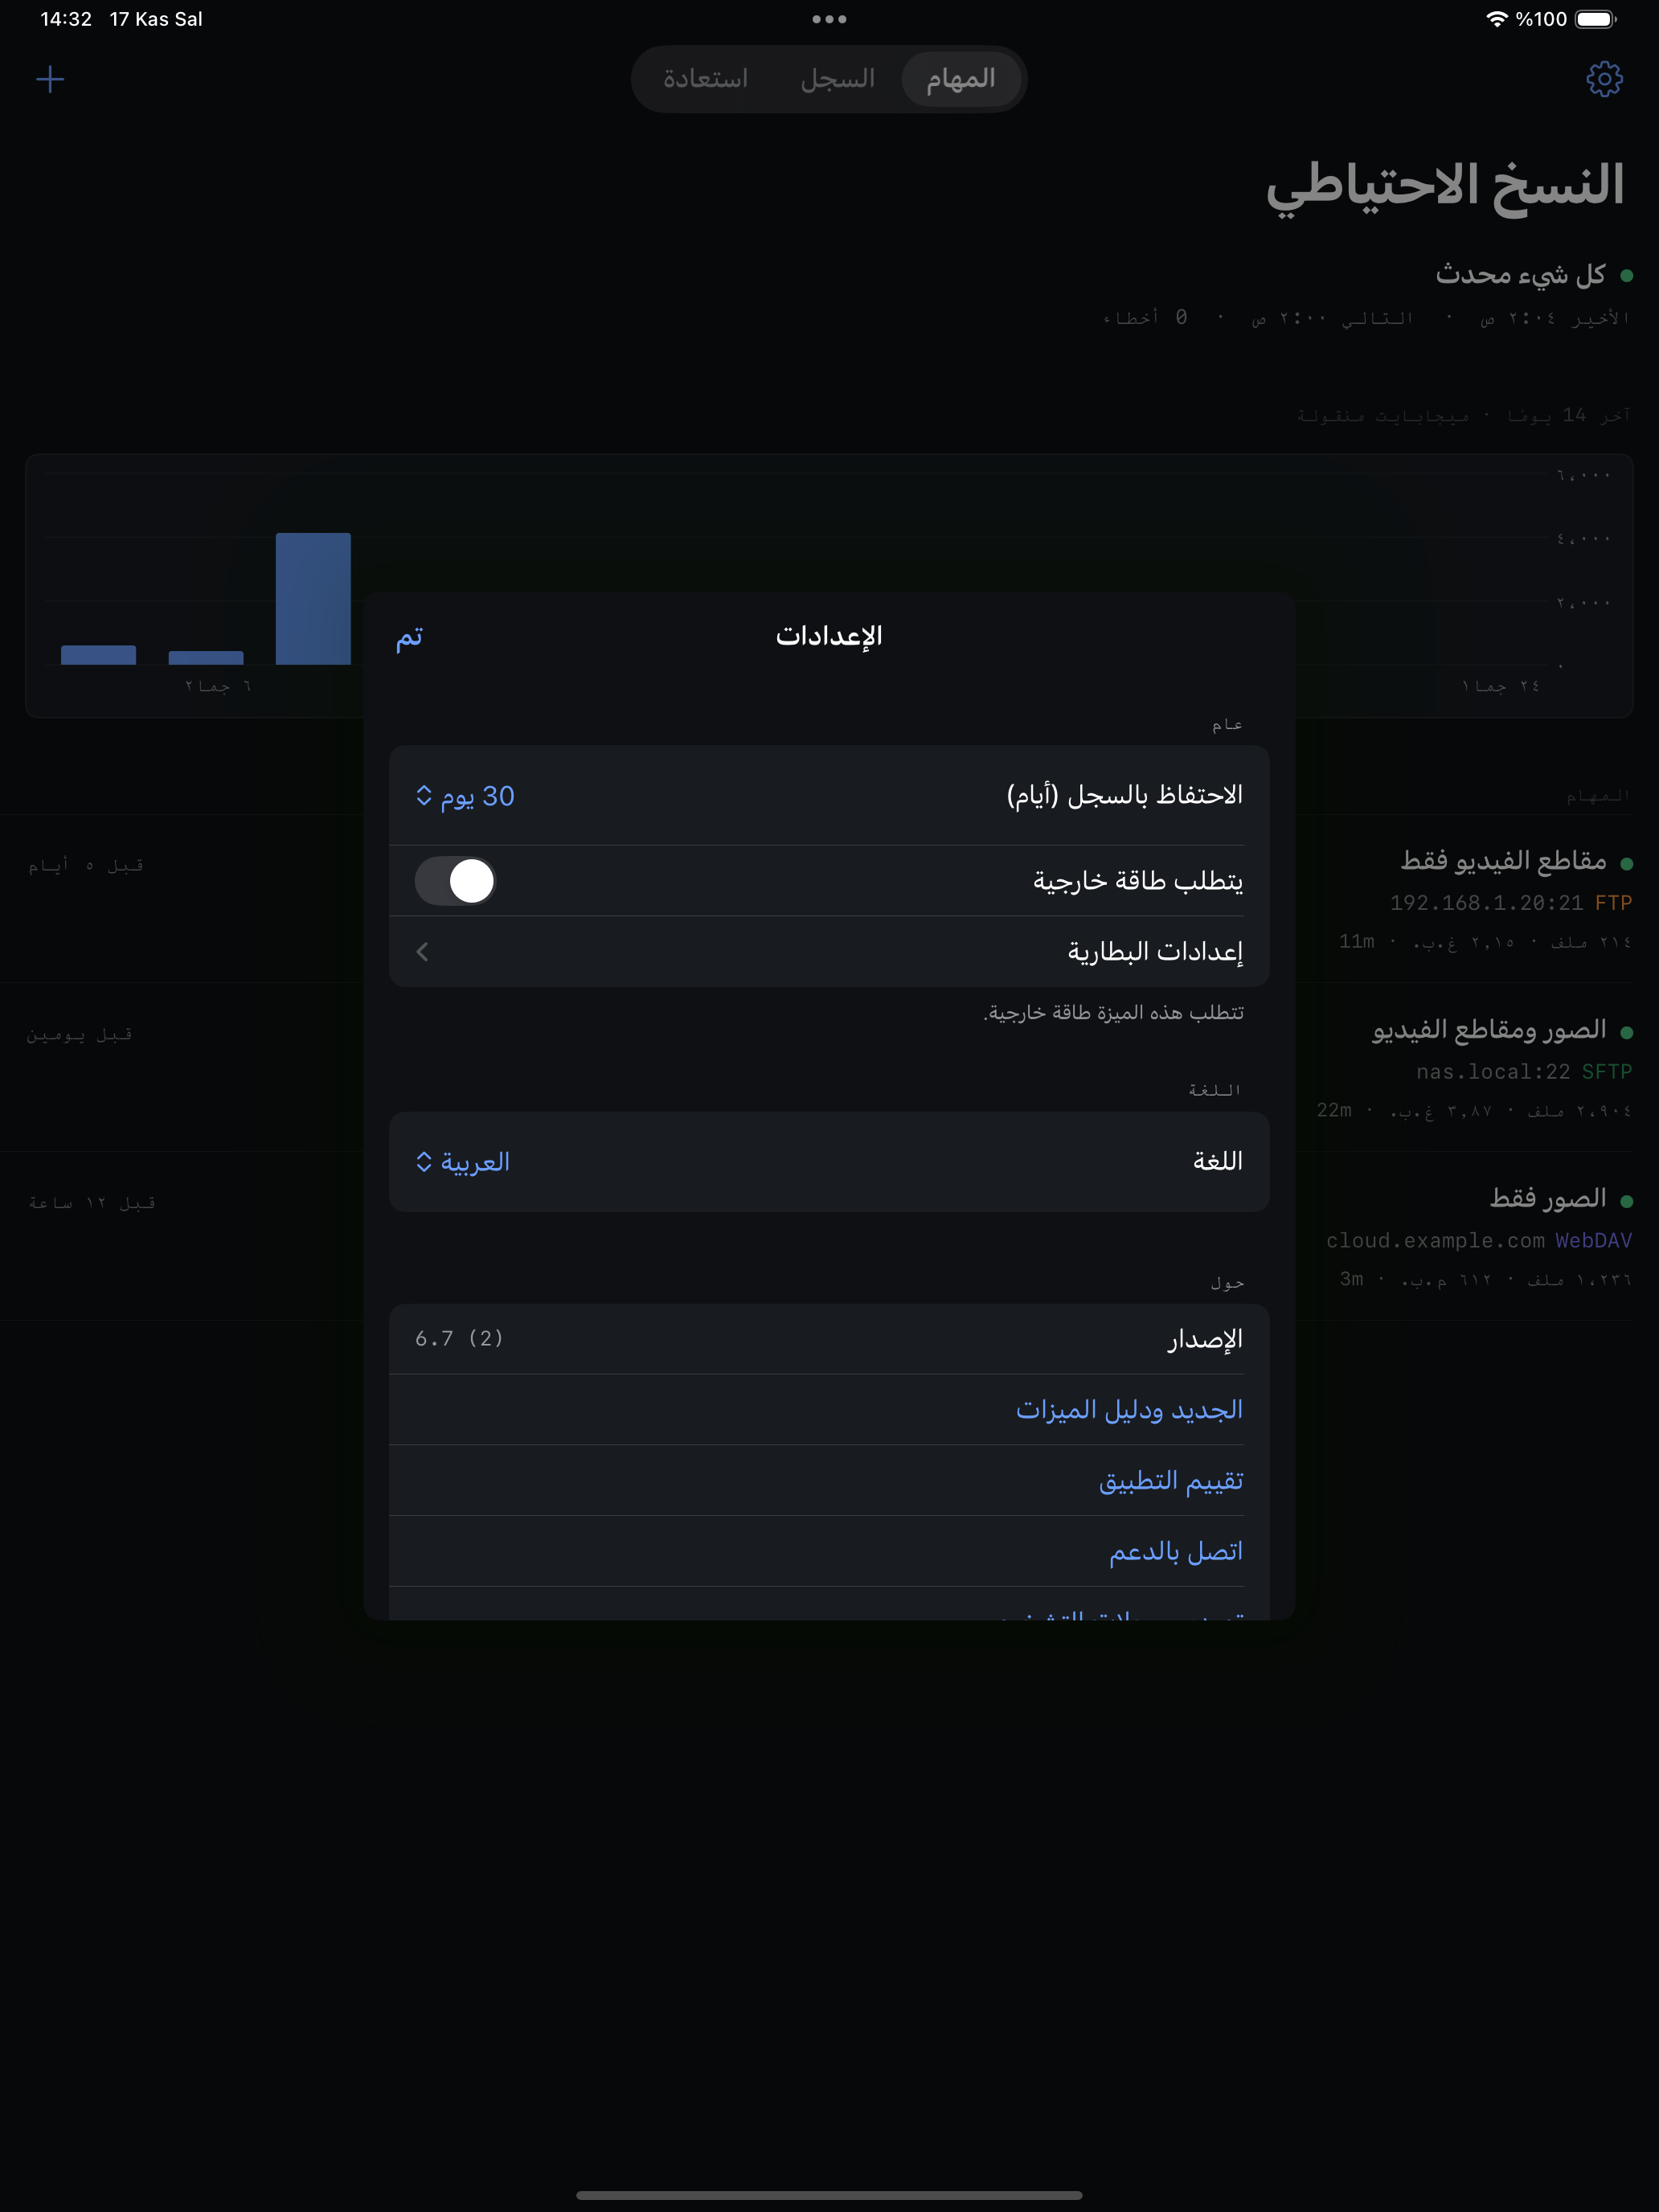 14:32 17 Kas Sal
%100
المهام
السجل
استعادة
النسخ الاحتياطي
كل شيء محدث
الأخير ٢:٠٤ ص · التالي ٢:٠٠ ص · 0 أخطاء
آخر 14 يومًا · ميجابايت منقولة
٦،٠٠٠
٤،٠٠٠
٢،٠٠٠
٠
٢٤ جما١
٦ جما٢
المهام
مقاطع الفيديو فقط
قبل ٥ أيام
FTP 192.168.1.20:21
٢١٤ ملف · ٢,١٥ غ.ب. · 11m
الصور ومقاطع الفيديو
قبل يومين
SFTP nas.local:22
٢،٩٠٤ ملف · ٣,٨٧ غ.ب. · 22m
الصور فقط
قبل ١٢ ساعة
WebDAV cloud.example.com
١،٢٣٦ ملف · ٦١٢ م.ب. · 3m
الإعدادات
تم
عام
الاحتفاظ بالسجل (أيام)
30 يوم
يتطلب طاقة خارجية
إعدادات البطارية
تتطلب هذه الميزة طاقة خارجية.
اللغة
اللغة
العربية
حول
الإصدار
6.7 (2)
الجديد ودليل الميزات
تقييم التطبيق
اتصل بالدعم